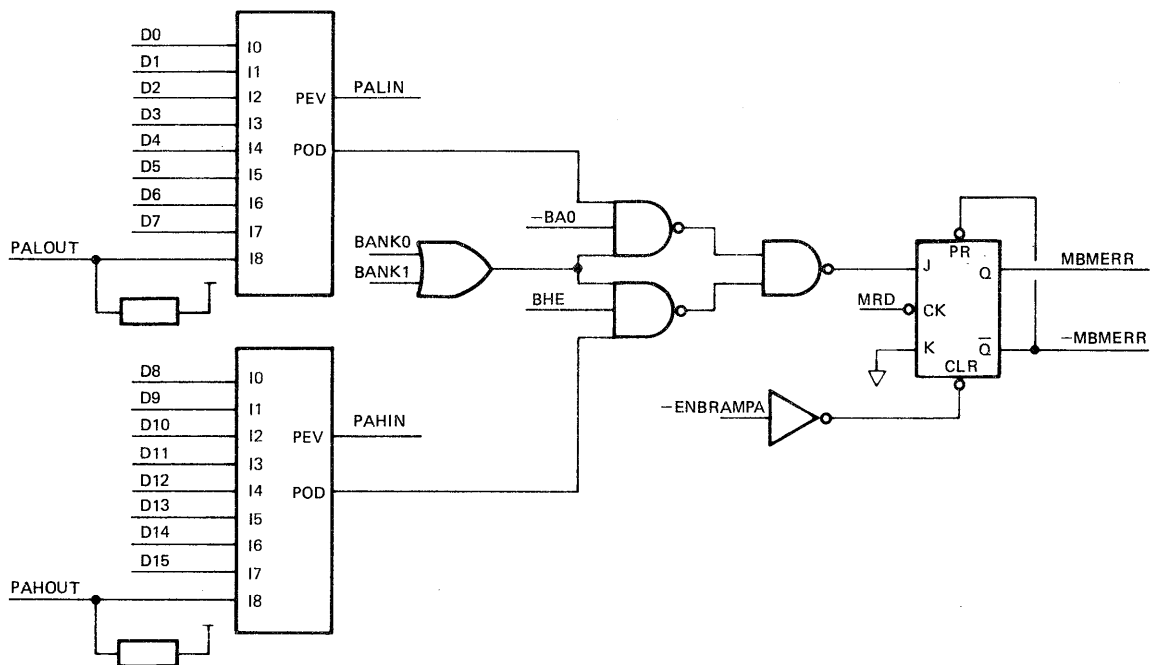 D0
I0
D1
I1
D2
I2
PEV
PALIN
D3
I3
D4
I4
POD
D5
I5
D6
I6
D7
I7
PALOUT
I8
-BA0
BANK0
BANK1
BHE
J
PR
Q
MBMERR
MRD
CK
K
Q
-MBMERR
CLR
-ENBRAMPA
D8
I0
D9
I1
D10
I2
PEV
PAHIN
D11
I3
D12
I4
POD
D13
I5
D14
I6
D15
I7
PAHOUT
I8